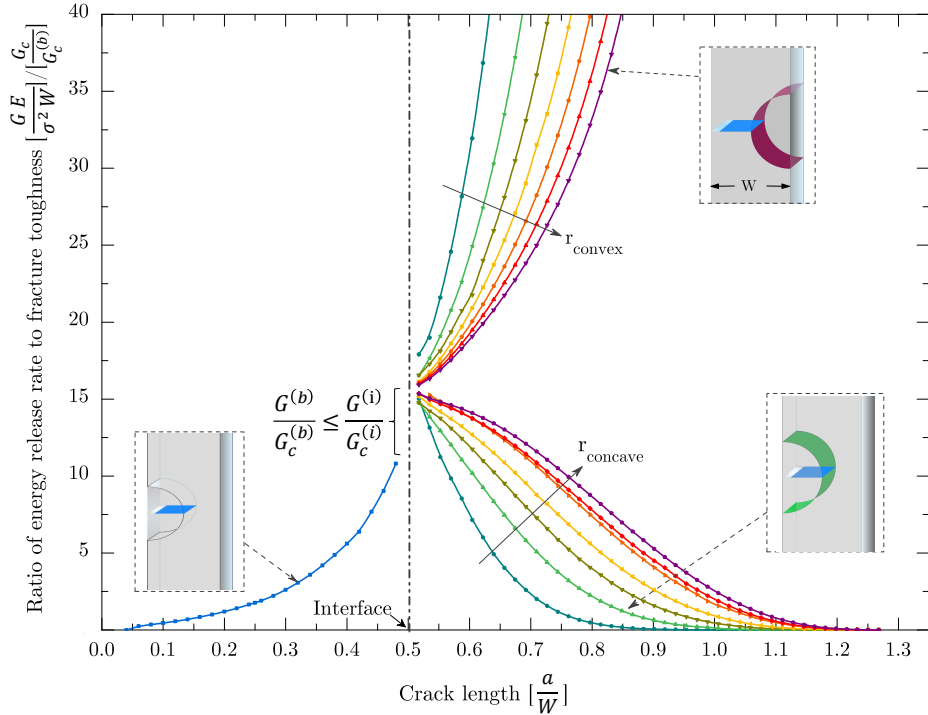 Ratio of energy release rate to fracture toughness [G E / σ² W] / [G_c / G_c^(b)]
40
35
30
25
20
15
10
5
0.0 0.1 0.2 0.3 0.4 0.5 0.6 0.7 0.8 0.9 1.0 1.1 1.2 1.3
Crack length [a/W]
W
r_convex
G^(b)/G_c^(b) ≤ G^(i)/G_c^(i)
r_concave
Interface